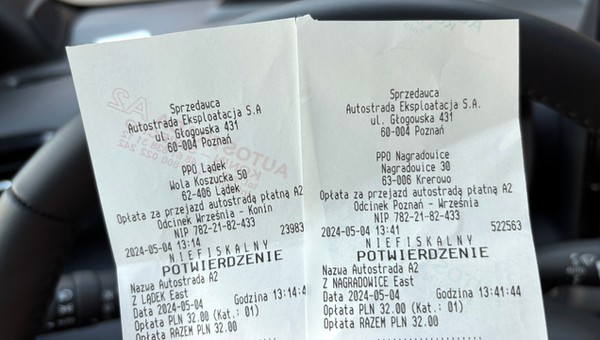 Sprzedawca
Autostrada Eksploatacja S.A
ul. Głogowska 431
60-004 Poznań
PPO Lądek
Wola Koszucka 50
62-406 Lądek
Opłata za przejazd autostradą płatną A2
Odcinek Września - Konin
NIP 782-21-82-433
2024-05-04 13:14 23983
NIEFISKALNY
POTWIERDZENIE
Nazwa Autostrada A2
Z LĄDEK East
Data 2024-05-04 Godzina 13:14:4
Opłata PLN 32.00 (Kat.: 01)
Opłata RAZEM PLN 32.00
Sprzedawca
Autostrada Eksploatacja S.A.
ul. Głogowska 431
60-004 Poznań
PPO Nagradowice
Nagradowice 30
63-006 Krerowo
Opłata za przejazd autostradą płatną A2
Odcinek Poznań - Września
NIP 782-21-82-433
2024-05-04 13:41 522563
NIEFISKALNY
POTWIERDZENIE
Nazwa Autostrada A2
Z NAGRADOWICE East
Data 2024-05-04 Godzina 13:41:44
Opłata PLN 32.00 (Kat.: 01)
Opłata RAZEM PLN 32.00